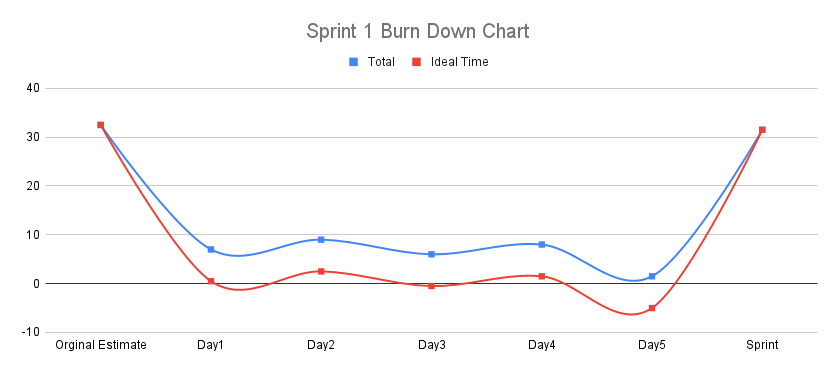 Sprint 1 Burn Down Chart
Total Ideal Time
40
30
20
10
0
-10
Orginal Estimate Day1 Day2 Day3 Day4 Day5 Sprint